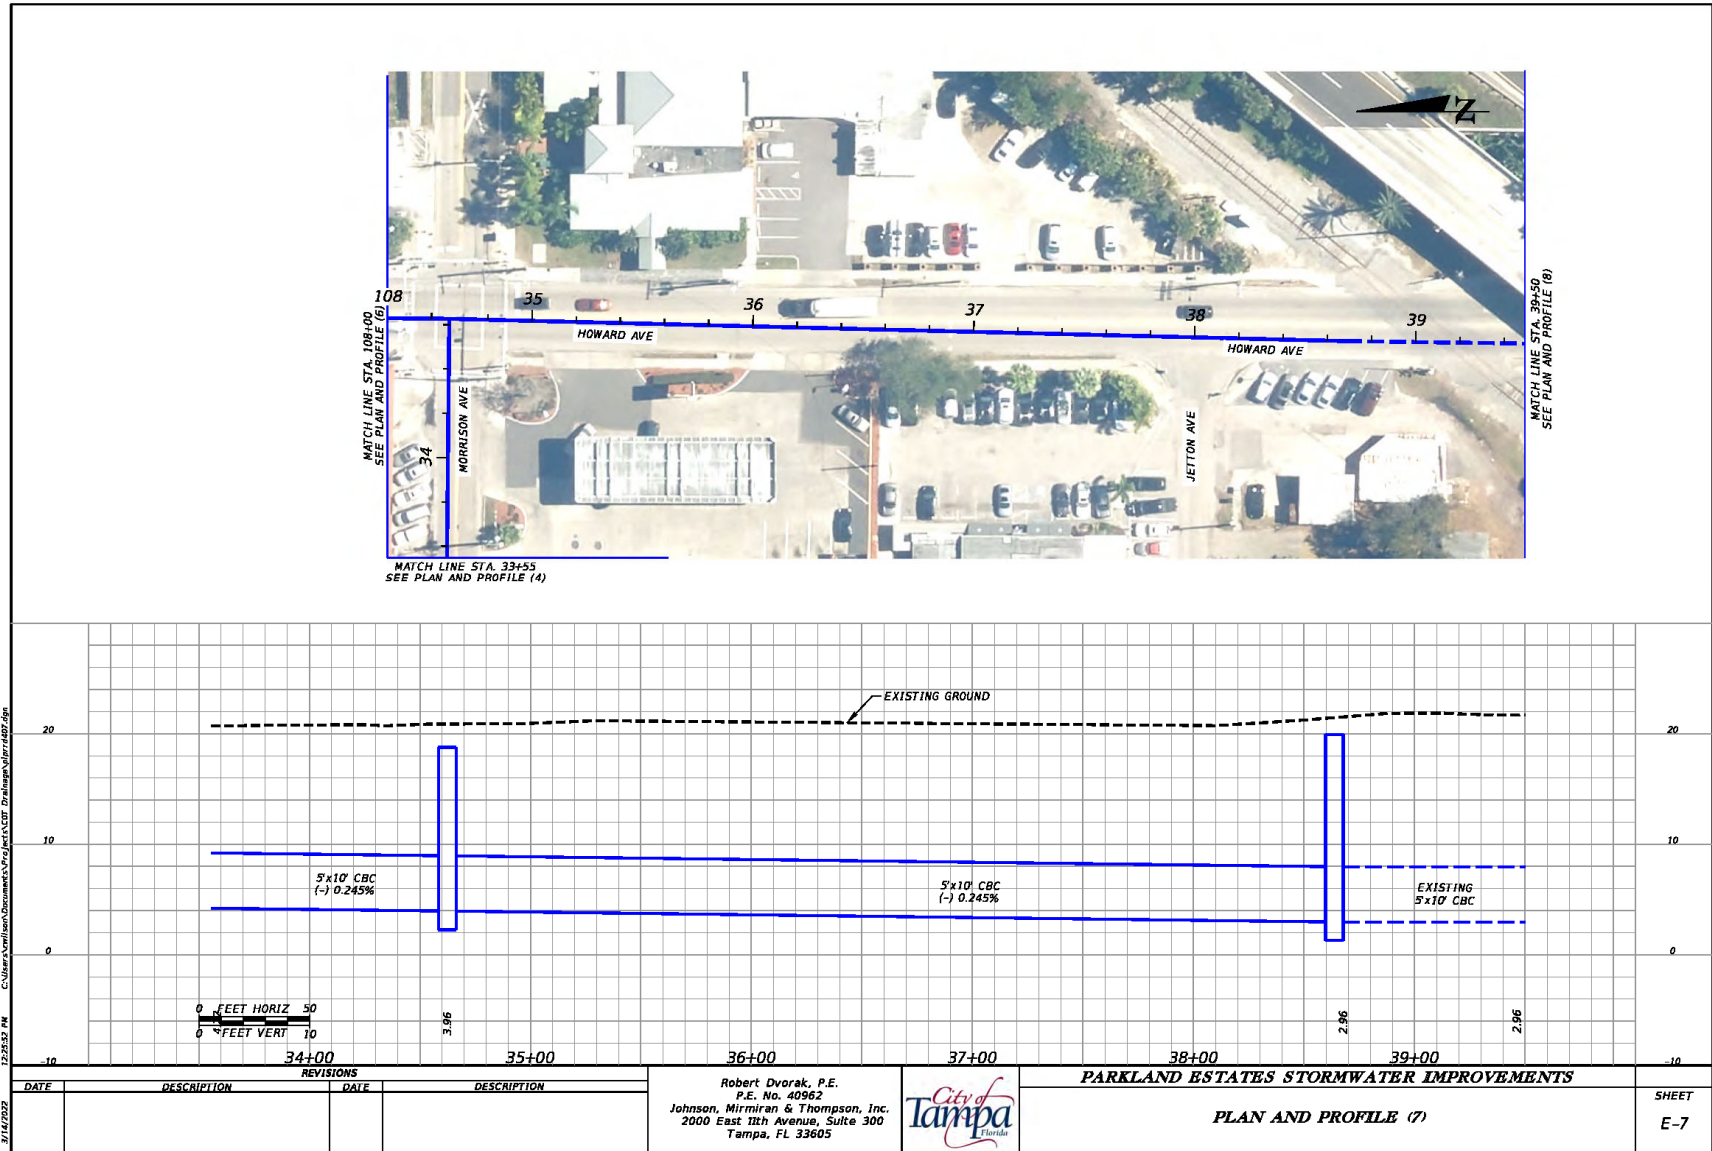 Z
108
35
36
37
38
39
HOWARD AVE
HOWARD AVE
MATCH LINE STA. 108+00
SEE PLAN AND PROFILE (6)
MORRISON AVE
34
JETTON AVE
MATCH LINE STA. 39+50
SEE PLAN AND PROFILE (8)
MATCH LINE STA. 33+55
SEE PLAN AND PROFILE (4)
EXISTING GROUND
20
20
10
10
5'x10' CBC
(-) 0.245%
5'x10' CBC
(-) 0.245%
EXISTING
5'x10' CBC
0
0
0 FEET HORIZ 50
0 FEET VERT 10
3.96
2.96
2.96
-10
-10
34+00
35+00
36+00
37+00
38+00
39+00
12:25:52 PM
3/14/2022
REVISIONS
DATE DESCRIPTION DATE DESCRIPTION
Robert Dvorak, P.E.
P.E. No. 40962
Johnson, Mirmiran & Thompson, Inc.
2000 East 11th Avenue, Suite 300
Tampa, FL 33605
City of
Tampa
Florida
PARKLAND ESTATES STORMWATER IMPROVEMENTS
PLAN AND PROFILE (7)
SHEET
E-7